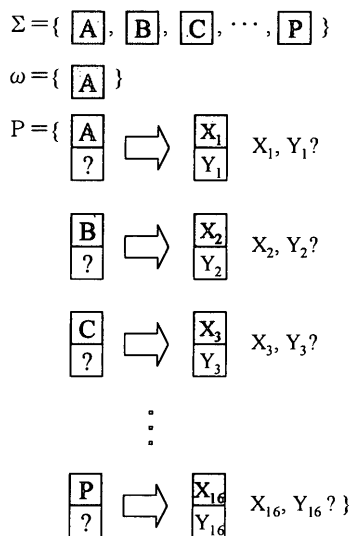 Σ = { A , B , C , ⋯ , P }
ω = { A }
P = { A
? X₁
Y₁ X₁, Y₁?
B
? X₂
Y₂ X₂, Y₂?
C
? X₃
Y₃ X₃, Y₃?
⋮
P
? X₁₆
Y₁₆ X₁₆, Y₁₆ ? }